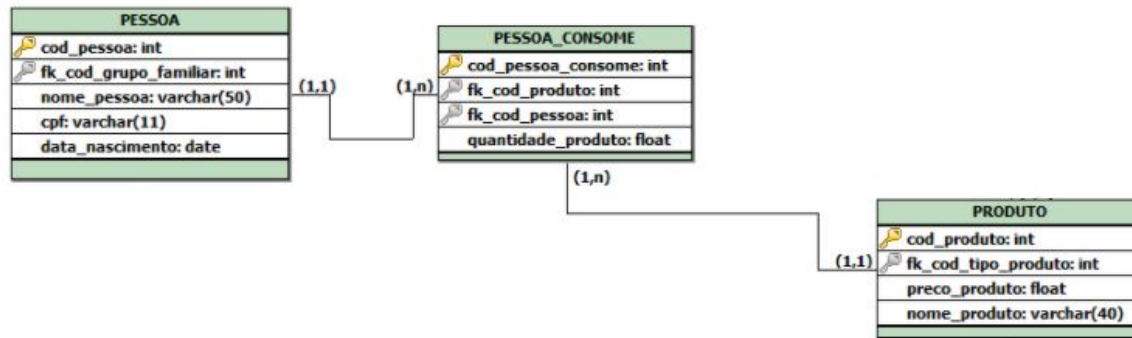 PESSOA
cod_pessoa: int
fk_cod_grupo_familiar: int
nome_pessoa: varchar(50)
cpf: varchar(11)
data_nascimento: date
(1,1)
(1,n)
PESSOA_CONSOME
cod_pessoa_consome: int
fk_cod_produto: int
fk_cod_pessoa: int
quantidade_produto: float
(1,n)
(1,1)
PRODUTO
cod_produto: int
fk_cod_tipo_produto: int
preco_produto: float
nome_produto: varchar(40)